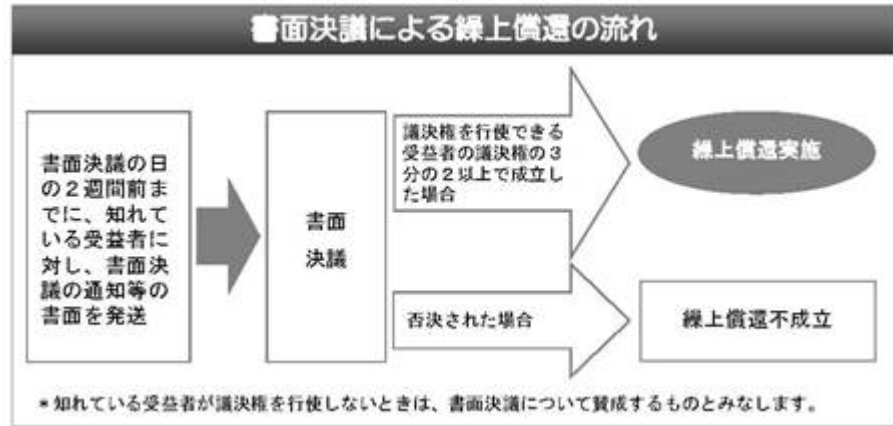 書面決議による繰上償還の流れ
書面決議の日
の２週間前ま
でに、知れて
いる受益者に
対し、書面決
議の通知等の
書面を発送
書面
決議
議決権を行使できる
受益者の議決権の３
分の２以上で成立し
た場合
繰上償還実施
否決された場合
繰上償還不成立
＊知れている受益者が議決権を行使しないときは、書面決議について賛成するものとみなします。